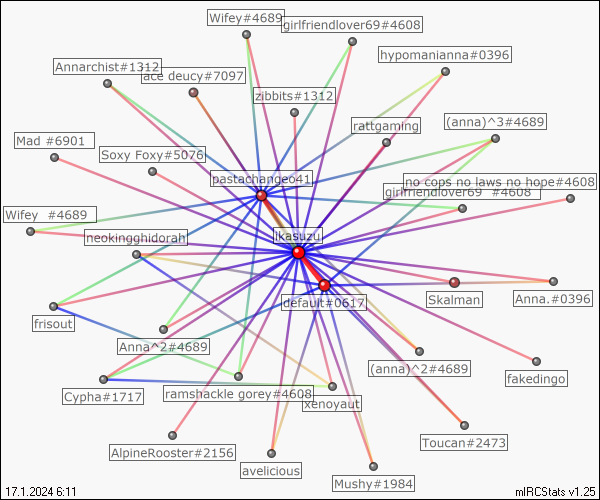 Wifey#4689
girlfriendlover69#4608
hypomanianna#0396
Annarchist#1312
ace deucy#7097
zibbits#1312
rattgaming
(anna)^3#4689
Mad #6901
Soxy Foxy#5076
pastachangeo41
no cops no laws no hope#4608
girlfriendlover69 #4608
Wifey #4689
neokingghidorah
ikasuzu
default#0617
Skalman
Anna.#0396
frisout
Anna^2#4689
(anna)^2#4689
fakedingo
Cypha#1717
ramshackle gorey#4608
xenoyaut
Toucan#2473
AlpineRooster#2156
avelicious
Mushy#1984
17.1.2024 6:11
mIRCStats v1.25